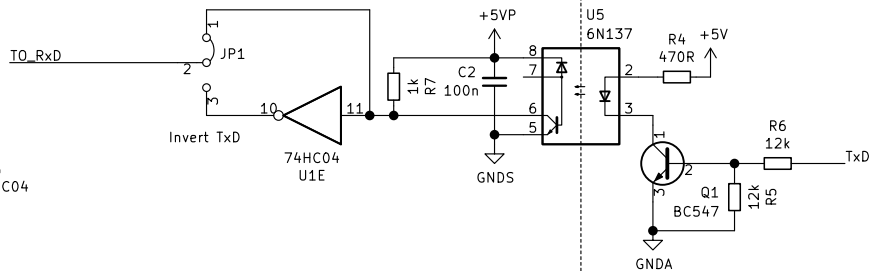 +5VP
U5
6N137
R4
470R
+5V
1
TO_RxD
2
JP1
3
8
7
C2
100n
1k
R7
2
6
3
5
10
11
Invert TxD
74HC04
U1E
GNDS
C04
1
2
3
Q1
BC547
R6
12k
TxD
12k
R5
GNDA